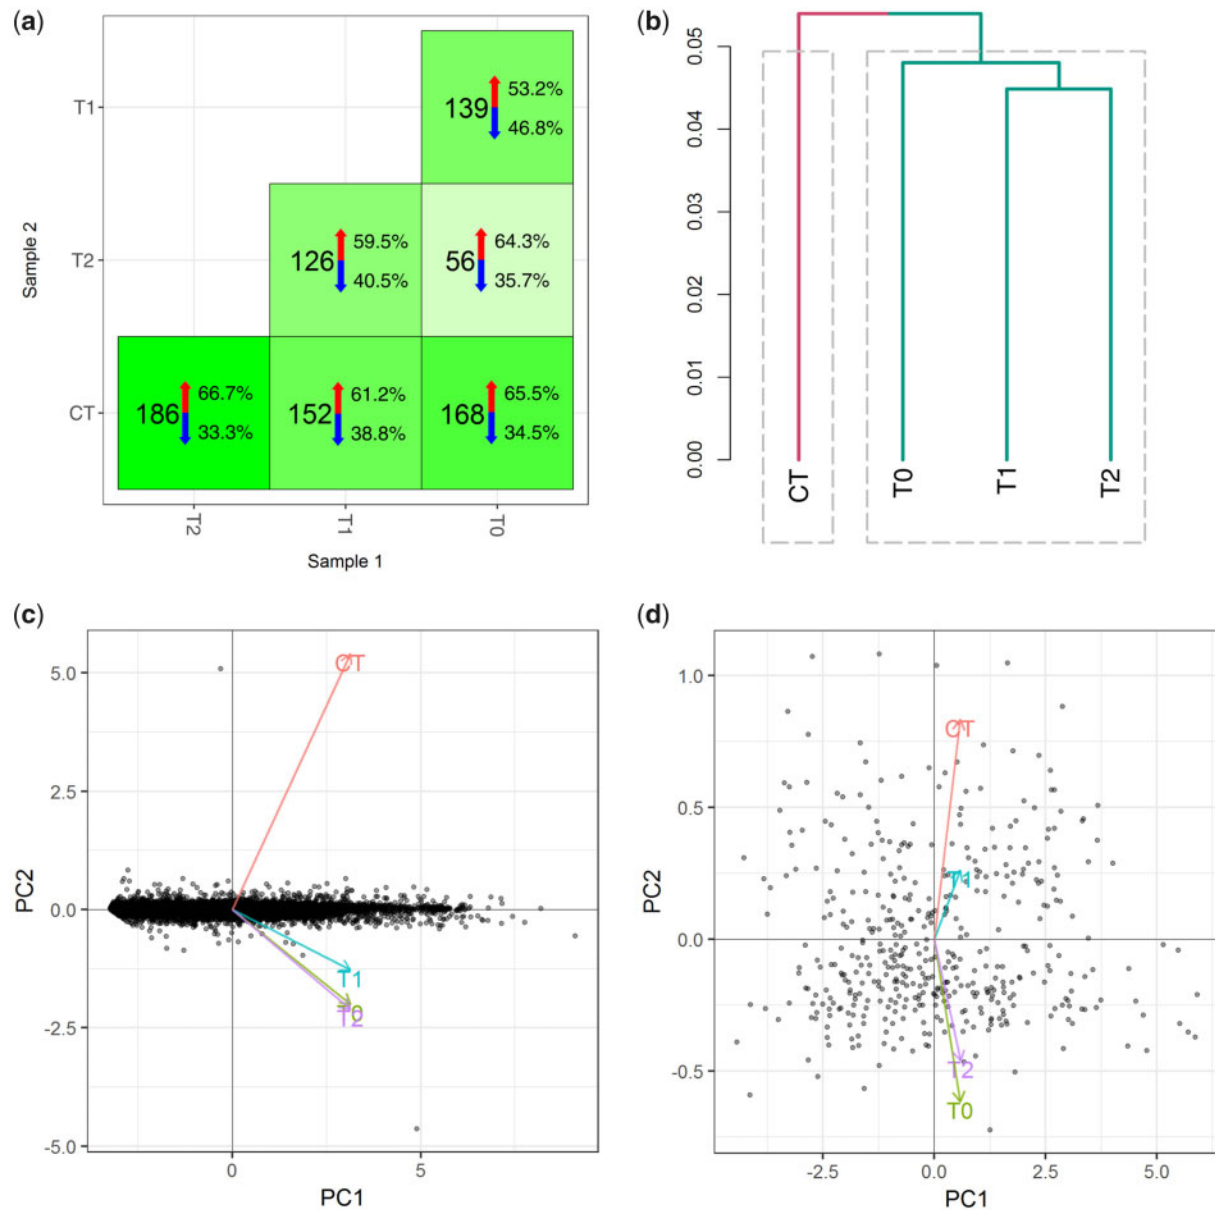 (a)
T1
T2
CT
Sample 2
139
53.2%
46.8%
126
59.5%
40.5%
56
64.3%
35.7%
186
66.7%
33.3%
152
61.2%
38.8%
168
65.5%
34.5%
T2
T1
T0
Sample 1
(b)
0.05
0.04
0.03
0.02
0.01
0.00
CT
T0
T1
T2
(c)
5.0
2.5
0.0
-2.5
-5.0
PC2
CT
T1
T0
T2
0
5
PC1
(d)
1.0
0.5
0.0
-0.5
PC2
CT
T1
T2
T0
-2.5
0.0
2.5
5.0
PC1